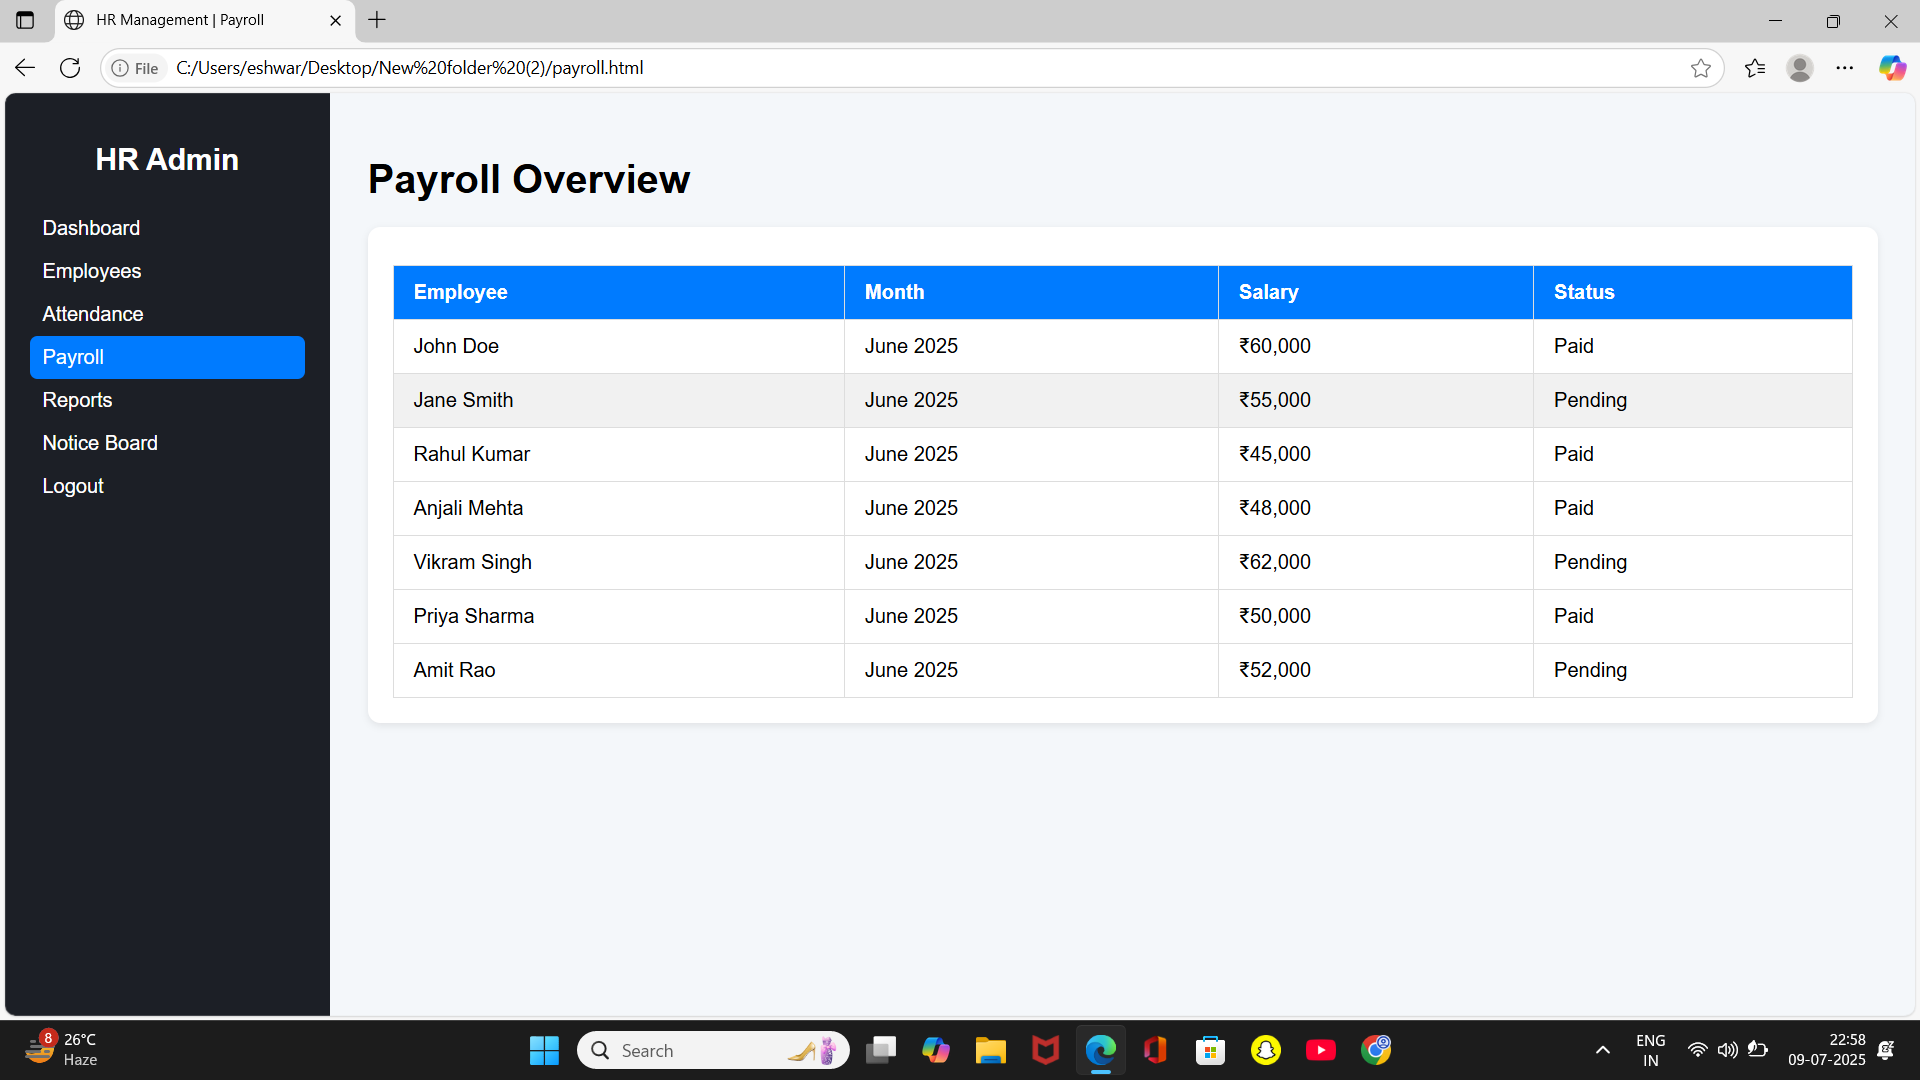 HR Management | Payroll
File C:/Users/eshwar/Desktop/New%20folder%20(2)/payroll.html
HR Admin
Dashboard
Employees
Attendance
Payroll
Reports
Notice Board
Logout
Payroll Overview
Employee Month Salary Status
John Doe June 2025 ₹60,000 Paid
Jane Smith June 2025 ₹55,000 Pending
Rahul Kumar June 2025 ₹45,000 Paid
Anjali Mehta June 2025 ₹48,000 Paid
Vikram Singh June 2025 ₹62,000 Pending
Priya Sharma June 2025 ₹50,000 Paid
Amit Rao June 2025 ₹52,000 Pending
8
26°C
Haze
Search
ENG
IN
22:58
09-07-2025